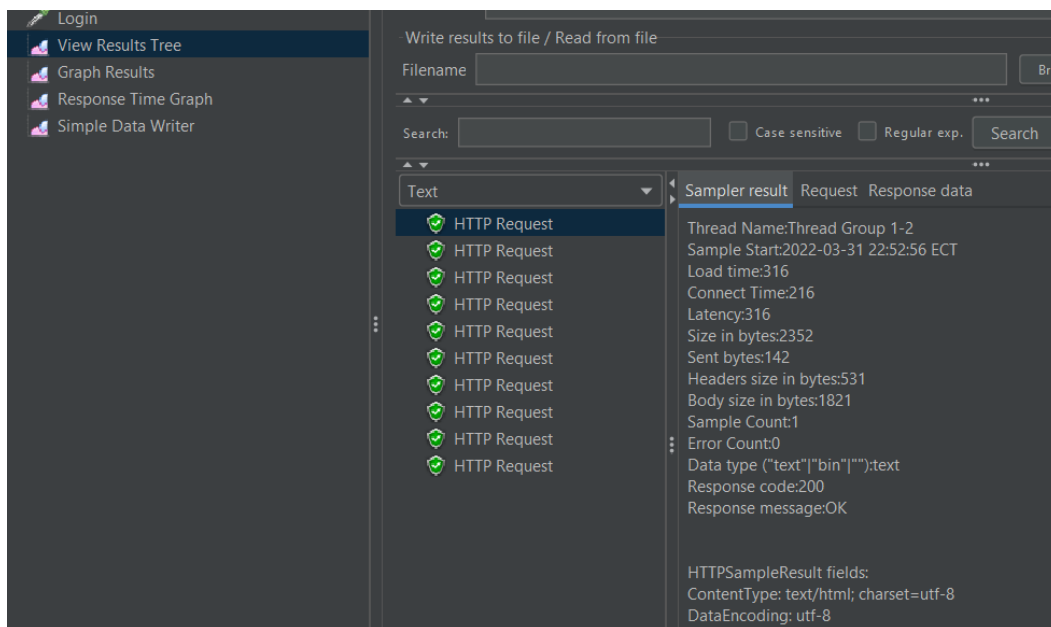 Login
View Results Tree
Graph Results
Response Time Graph
Simple Data Writer
Write results to file / Read from file
Filename
Br
Search:
Case sensitive
Regular exp.
Search
Text
HTTP Request
HTTP Request
HTTP Request
HTTP Request
HTTP Request
HTTP Request
HTTP Request
HTTP Request
HTTP Request
HTTP Request
Sampler result Request Response data
Thread Name:Thread Group 1-2
Sample Start:2022-03-31 22:52:56 ECT
Load time:316
Connect Time:216
Latency:316
Size in bytes:2352
Sent bytes:142
Headers size in bytes:531
Body size in bytes:1821
Sample Count:1
Error Count:0
Data type ("text"|"bin"|""):text
Response code:200
Response message:OK
HTTPSampleResult fields:
ContentType: text/html; charset=utf-8
DataEncoding: utf-8